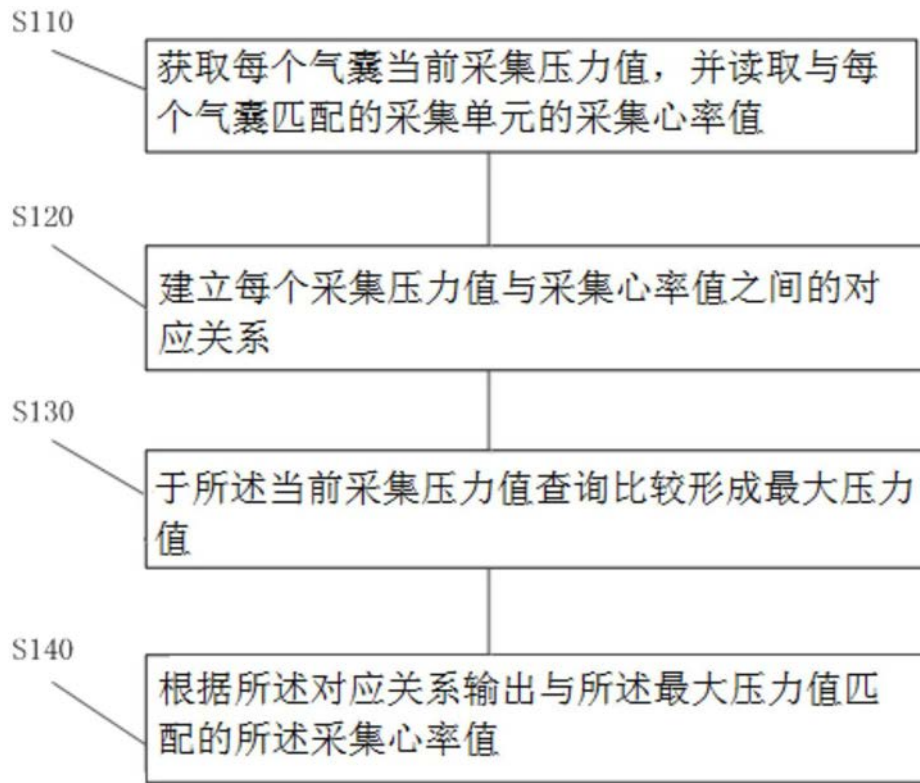 S110
获取每个气囊当前采集压力值，并读取与每
个气囊匹配的采集单元的采集心率值
S120
建立每个采集压力值与采集心率值之间的对
应关系
S130
于所述当前采集压力值查询比较形成最大压力
值
S140
根据所述对应关系输出与所述最大压力值匹
配的所述采集心率值